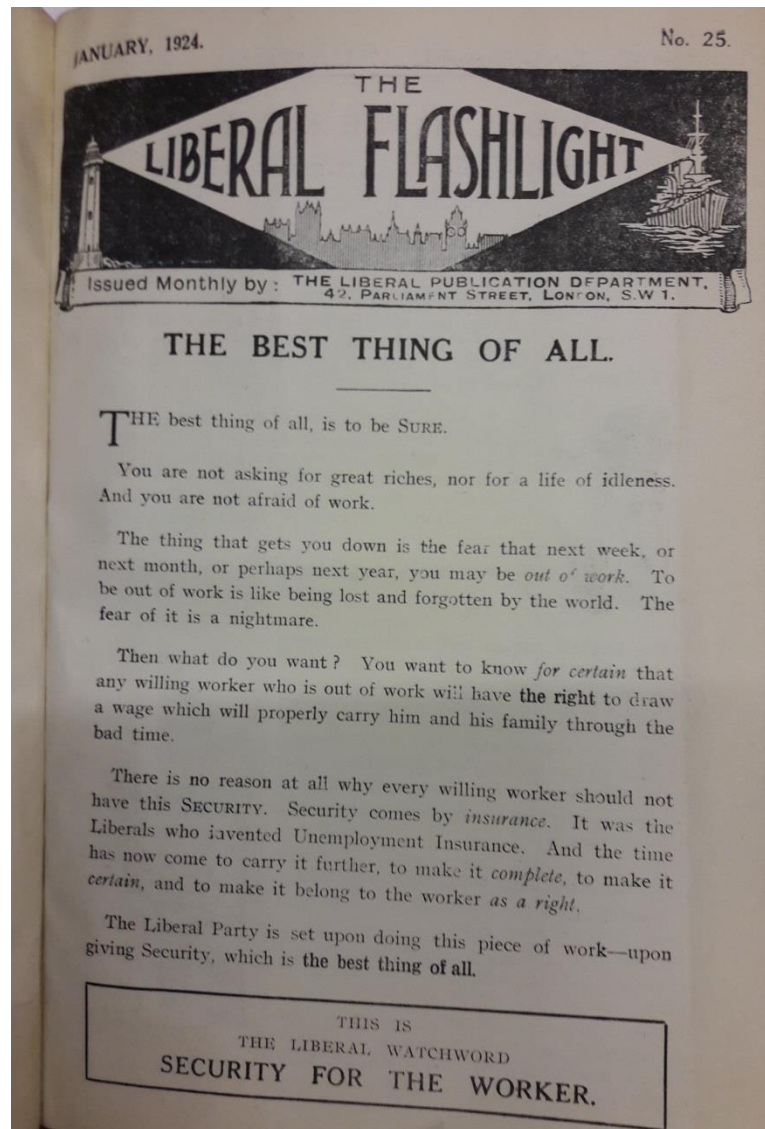 JANUARY, 1924.
No. 25.
THE
LIBERAL FLASHLIGHT
Issued Monthly by: THE LIBERAL PUBLICATION DEPARTMENT,
42, PARLIAMENT STREET, LONDON, S.W 1.
THE BEST THING OF ALL.
THE best thing of all, is to be SURE.
You are not asking for great riches, nor for a life of idleness.
And you are not afraid of work.
The thing that gets you down is the fear that next week, or
next month, or perhaps next year, you may be out of work. To
be out of work is like being lost and forgotten by the world. The
fear of it is a nightmare.
Then what do you want? You want to know for certain that
any willing worker who is out of work will have the right to draw
a wage which will properly carry him and his family through the
bad time.
There is no reason at all why every willing worker should not
have this SECURITY. Security comes by insurance. It was the
Liberals who invented Unemployment Insurance. And the time
has now come to carry it further, to make it complete, to make it
certain, and to make it belong to the worker as a right.
The Liberal Party is set upon doing this piece of work—upon
giving Security, which is the best thing of all.
THIS IS
THE LIBERAL WATCHWORD
SECURITY FOR THE WORKER.